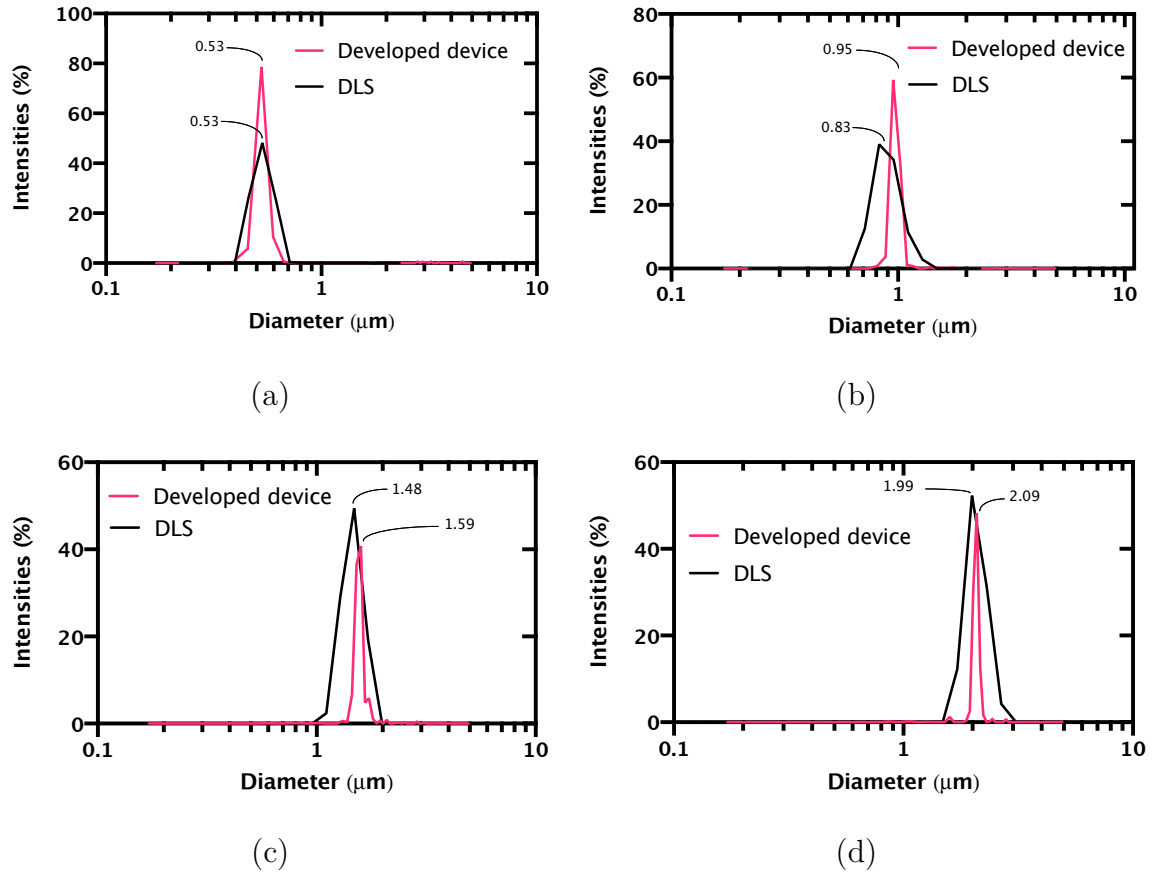 100
80
60
40
20
0
Intensities (%)
0.53
0.53
Developed device
DLS
0.1
1
10
Diameter (μm)
(a)
80
60
40
20
0
Intensities (%)
0.95
0.83
Developed device
DLS
0.1
1
10
Diameter (μm)
(b)
60
40
20
0
Intensities (%)
Developed device
DLS
1.48
1.59
0.1
1
10
Diameter (μm)
(c)
60
40
20
0
Intensities (%)
1.99
2.09
Developed device
DLS
0.1
1
10
Diameter (μm)
(d)